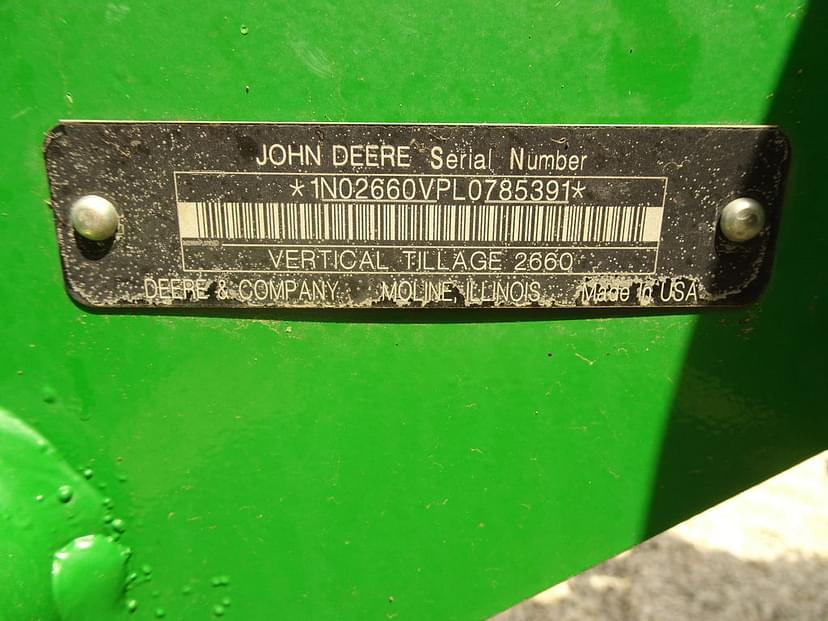 JOHN DEERE Serial Number
*1N02660VPL0785391*
VERTICAL TILLAGE 2660
DEERE & COMPANY MOLINE, ILLINOIS Made in USA